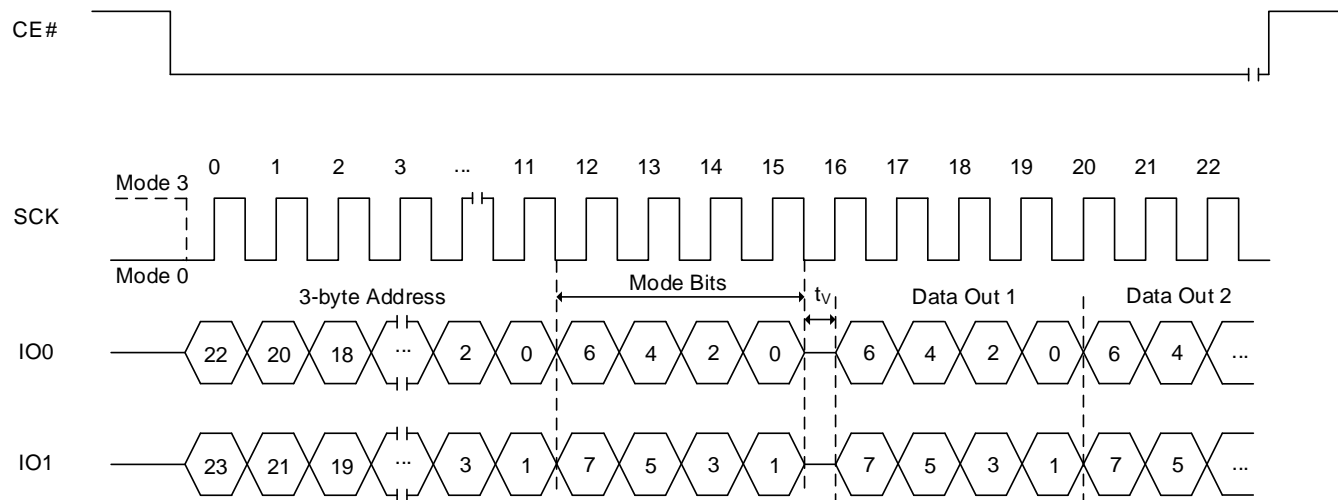 CE#
0 1 2 3 ... 11 12 13 14 15 16 17 18 19 20 21 22
Mode 3
SCK
Mode 0
3-byte Address Mode Bits tV Data Out 1 Data Out 2
IO0 22 20 18 ... 2 0 6 4 2 0 6 4 2 0 6 4 ...
IO1 23 21 19 ... 3 1 7 5 3 1 7 5 3 1 7 5 ...